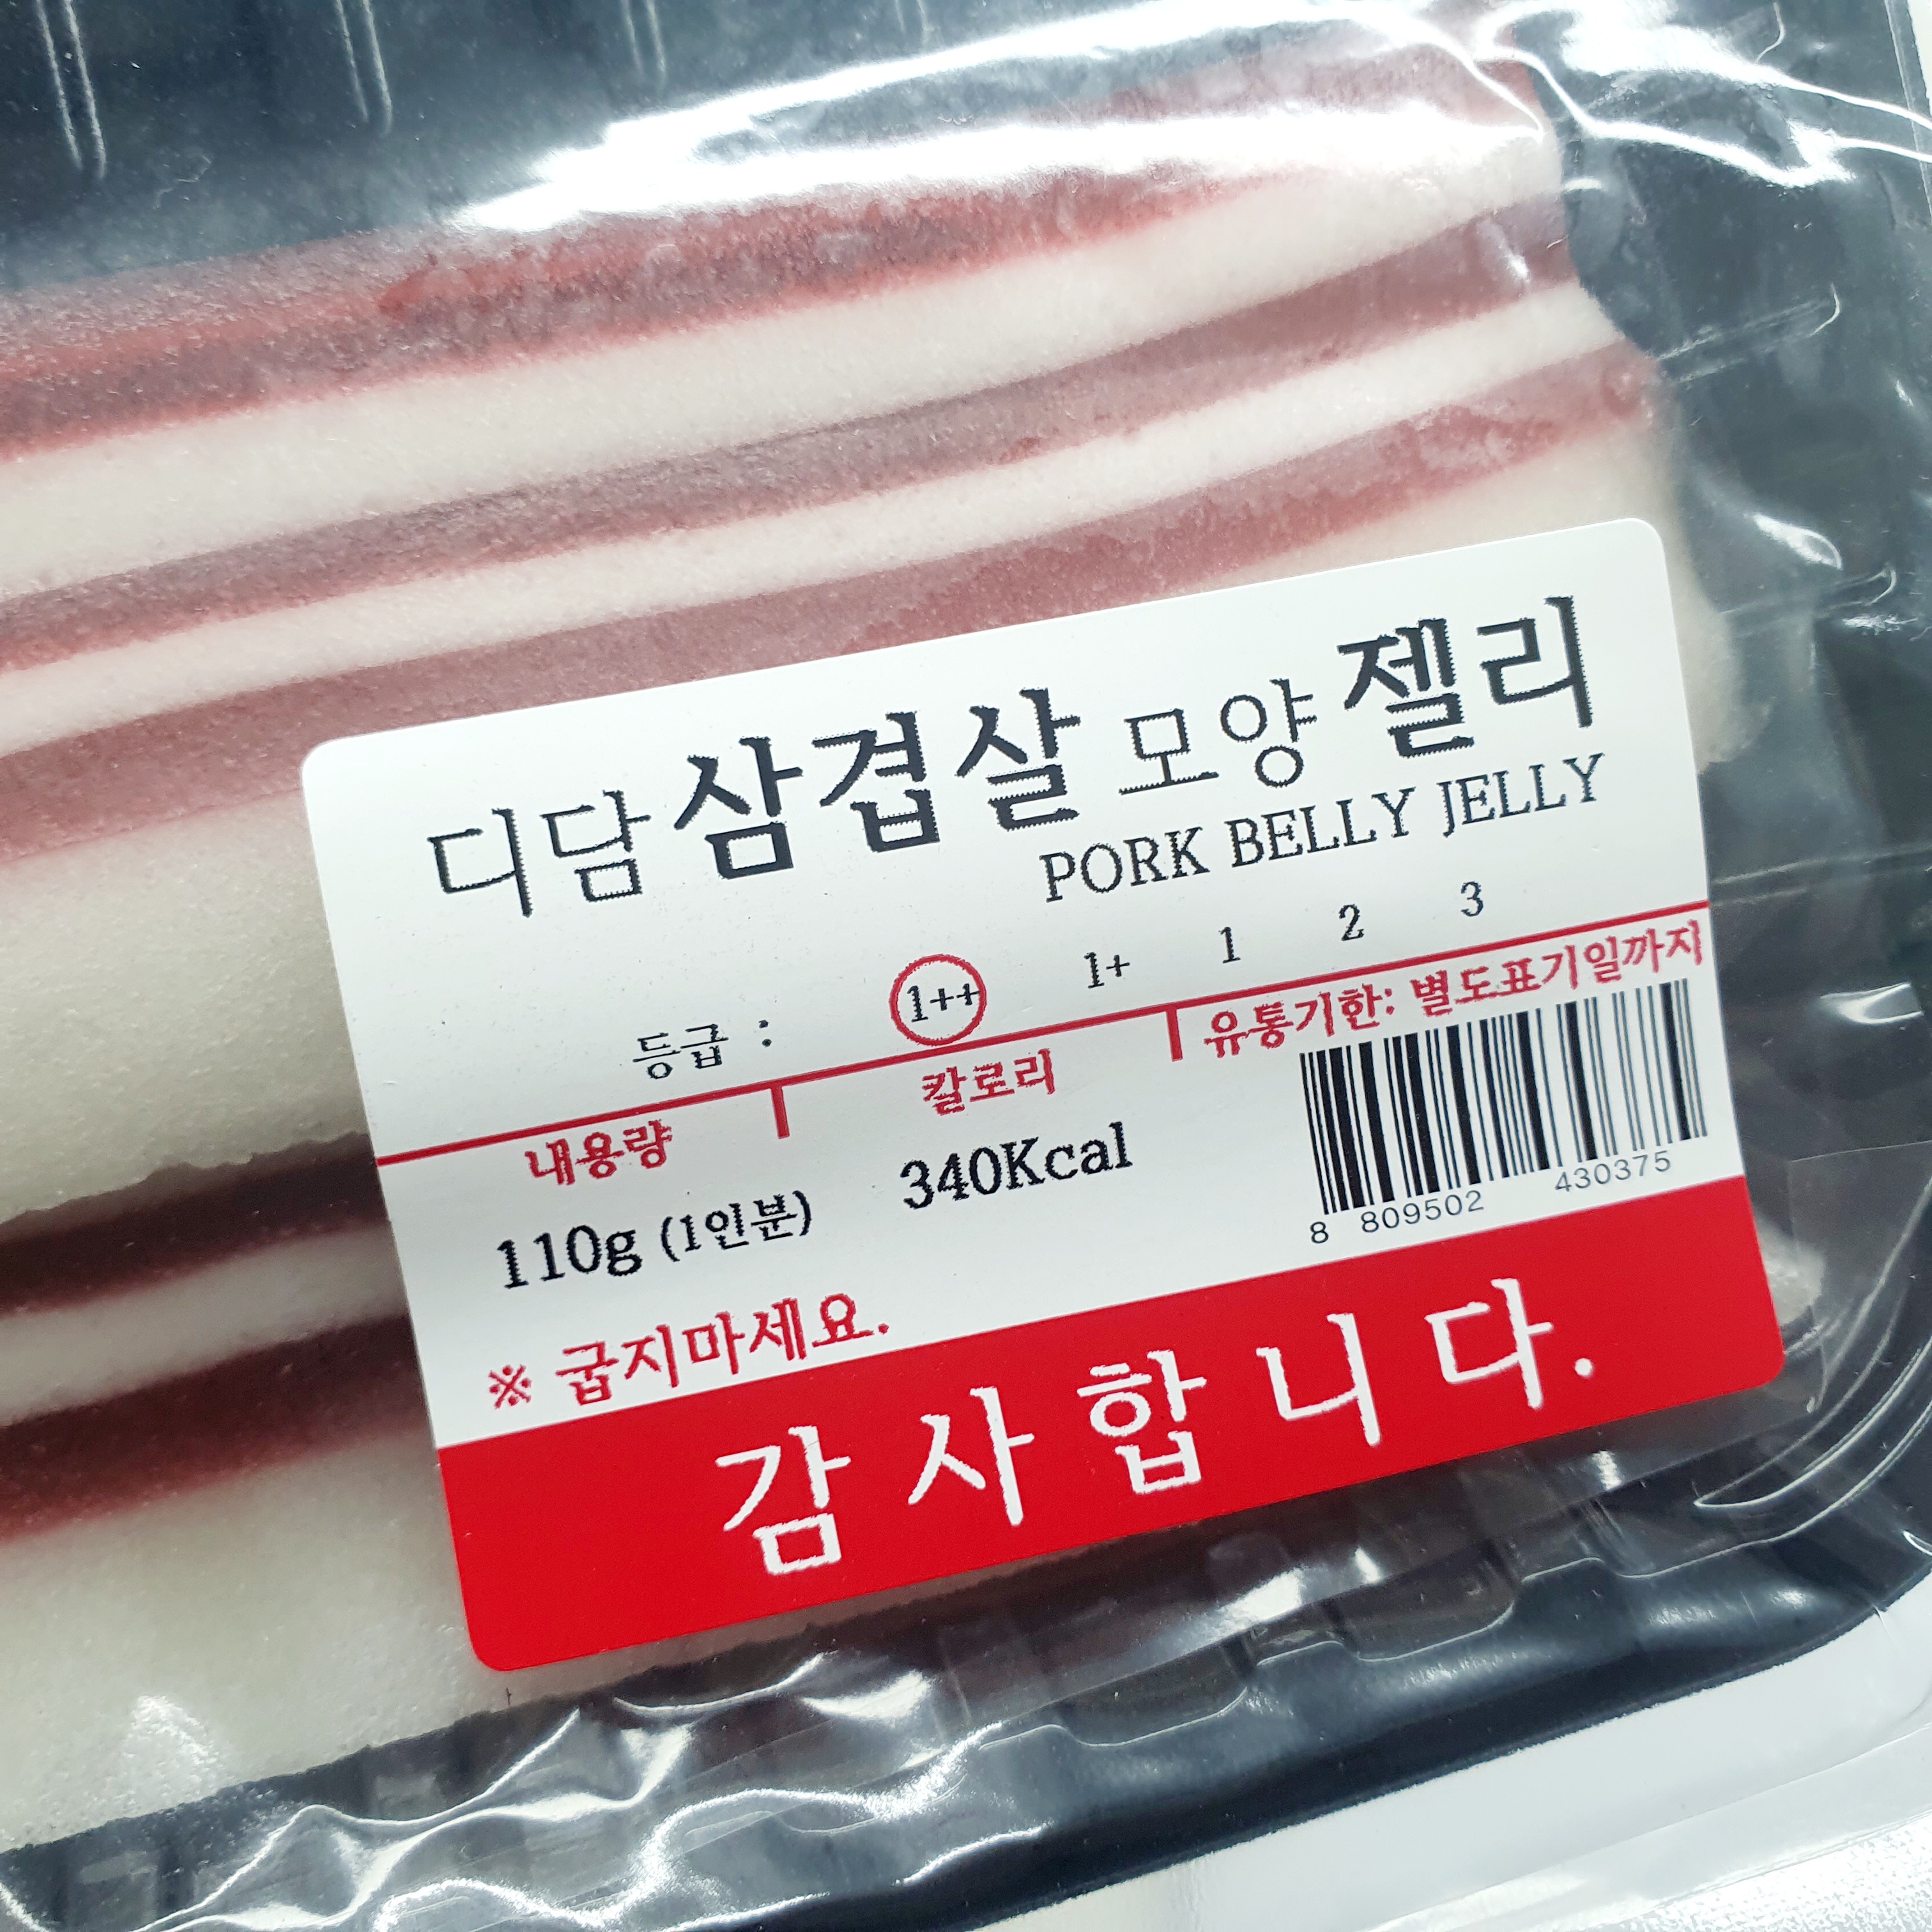 디담 삼겹살 모양 젤리
PORK BELLY JELLY
등급 : 1++ 1+ 1 2 3
내용량 칼로리 유통기한: 별도표기일까지
110g (1인분) 340Kcal
8 809502 430375
※ 굽지마세요.
감사합니다.